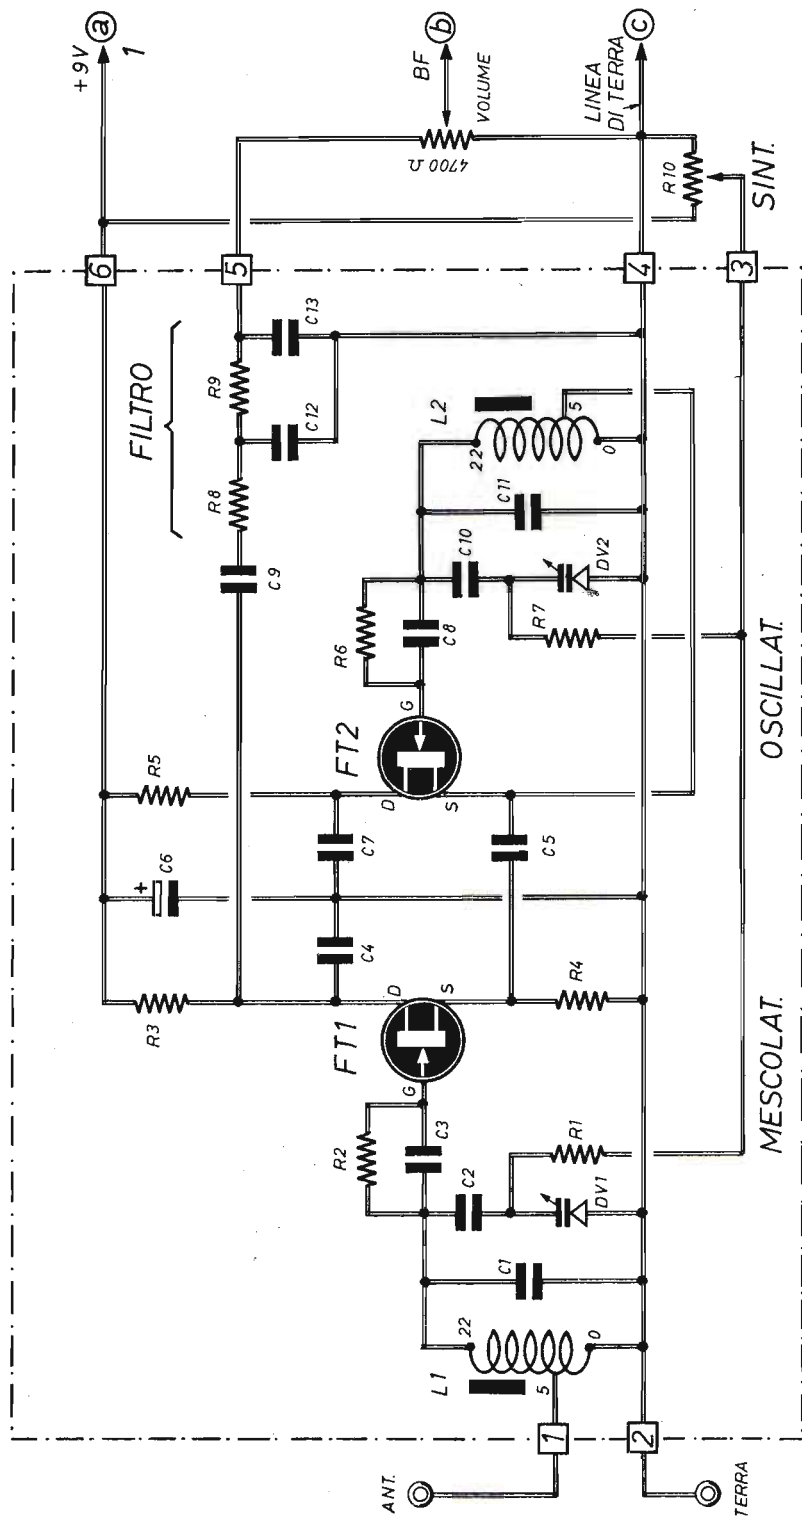 ANT.
TERRA
1
2
L1
22
5
0
C1
C2
DV1
R1
R2
C3
G
FT1
D
S
R3
R4
MESCOLAT.
C4
C6
+
C7
C5
R5
D
S
FT2
G
R6
C8
R7
C10
DV2
C11
L2
22
5
0
OSCILLAT.
C9
R8
R9
C12
C13
FILTRO
6
5
4
3
4700 Ω
VOLUME
R10
SINT.
+9V
1
a
BF
b
LINEA
DI TERRA
c